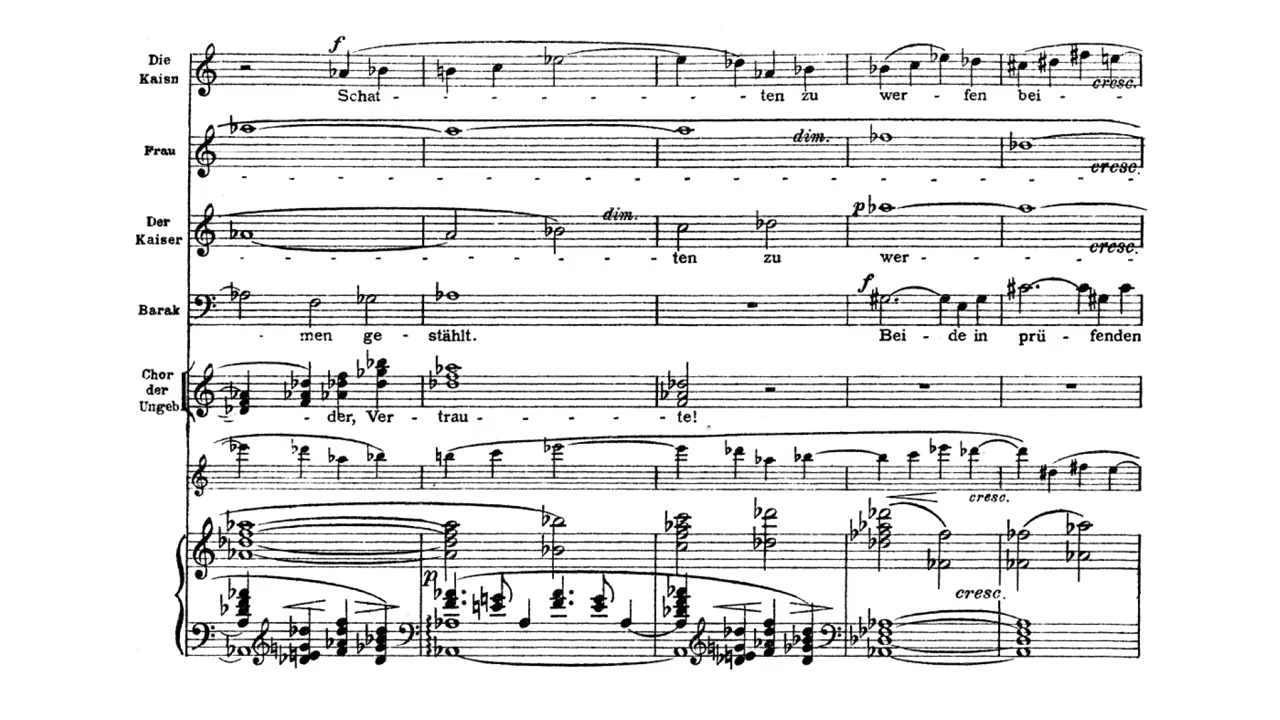 f
Die
Kaisn
Schat - - - - - - - - - ten zu wer - fen bei - - -
cresc.
Frau
dim.
cresc.
Der
Kaiser
dim.
p
cresc.
ten zu wer -
Barak
f
men ge - stählt. Bei - de in prü - fenden
Chor
der
Ungeb
- der, Ver - trau - - - - - te!
cresc.
p
cresc.